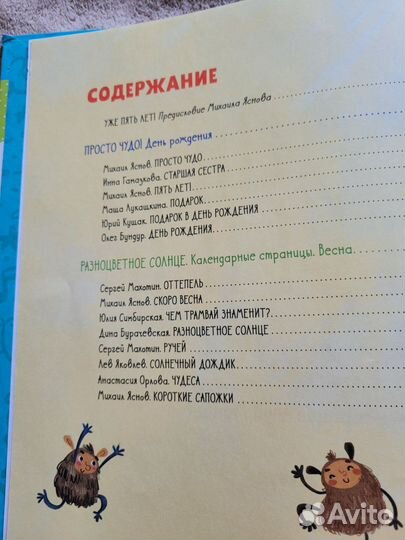 СОДЕРЖАНИЕ
УЖЕ ПЯТЬ ЛЕТ! Предисловие Михаила Яснова
ПРОСТО ЧУДО! День рождения
Михаил Яснов. ПРОСТО ЧУДО
Инна Гамазкова. СТАРШАЯ СЕСТРА
Михаил Яснов. ПЯТЬ ЛЕТ!
Маша Лукашкина. ПОДАРОК
Юрий Кушак. ПОДАРОК В ДЕНЬ РОЖДЕНИЯ
Олег Бундур. ДЕНЬ РОЖДЕНИЯ
РАЗНОЦВЕТНОЕ СОЛНЦЕ. Календарные страницы. Весна
Сергей Махотин. ОТТЕПЕЛЬ
Михаил Яснов. СКОРО ВЕСНА
Юлия Симбирская. ЧЕМ ТРАМВАЙ ЗНАМЕНИТ?
Дина Бурачевская. РАЗНОЦВЕТНОЕ СОЛНЦЕ
Сергей Махотин. РУЧЕЙ
Лев Яковлев. СОЛНЕЧНЫЙ ДОЖДИК
Анастасия Орлова. ЧУДЕСА
Михаил Яснов. КОРОТКИЕ САПОЖКИ
Avito